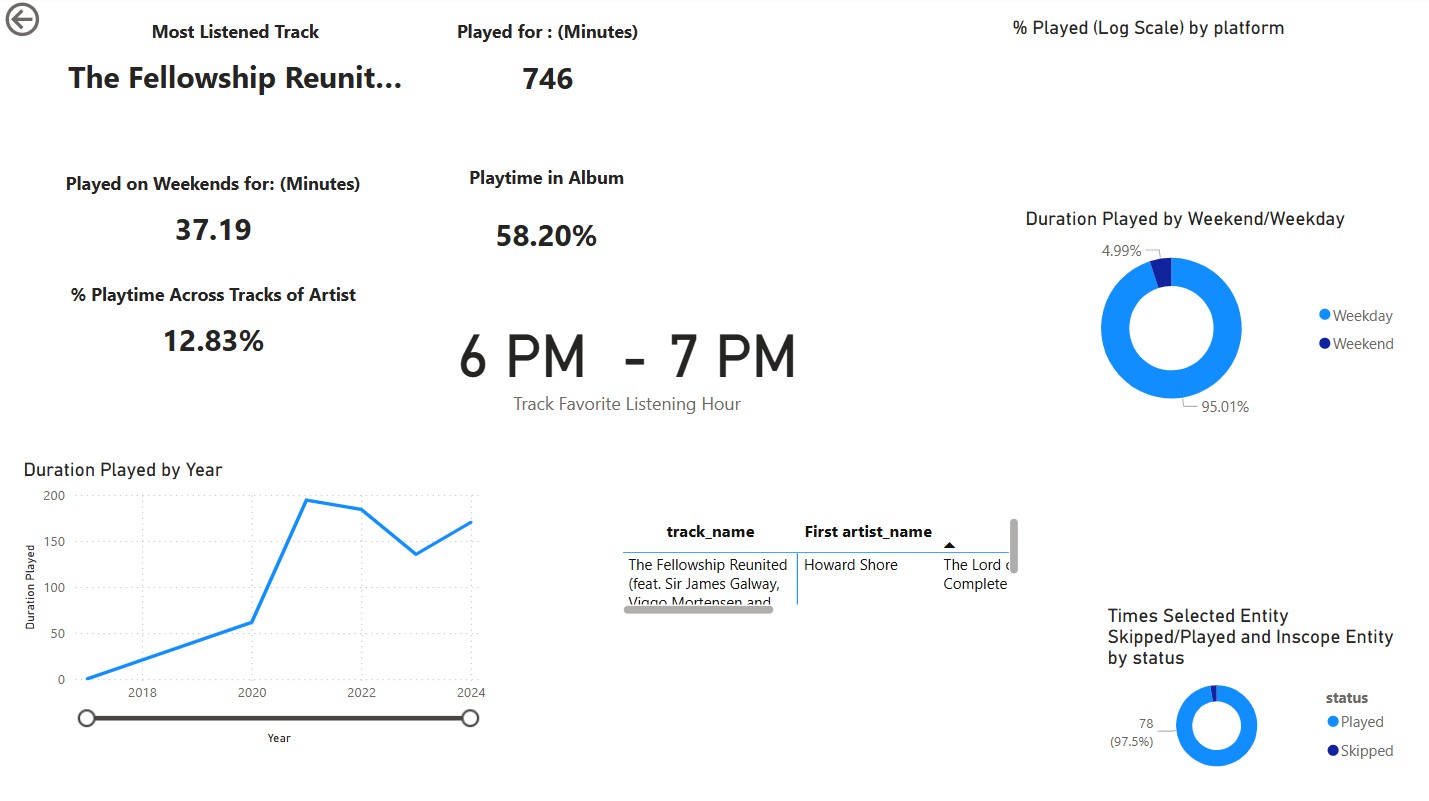 Most Listened Track
The Fellowship Reunit...
Played for : (Minutes)
746
% Played (Log Scale) by platform
Played on Weekends for: (Minutes)
37.19
Playtime in Album
58.20%
% Playtime Across Tracks of Artist
12.83%
6 PM - 7 PM
Track Favorite Listening Hour
Duration Played by Weekend/Weekday
4.99%
95.01%
Weekday
Weekend
Duration Played by Year
Duration Played
200
150
100
50
0
2018 2020 2022 2024
Year
track_name First artist_name
The Fellowship Reunited Howard Shore The Lord
(feat. Sir James Galway, Complete
Viggo Mortensen and
Times Selected Entity
Skipped/Played and Inscope Entity
by status
78
(97.5%)
status
Played
Skipped